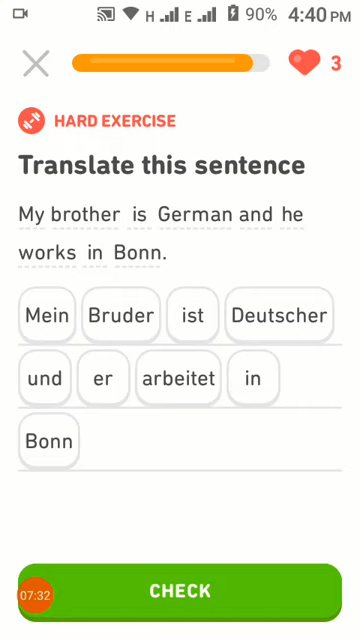 H E 90% 4:40 PM
3
HARD EXERCISE
Translate this sentence
My brother is German and he
works in Bonn.
Mein Bruder ist Deutscher
und er arbeitet in
Bonn
CHECK
07:32